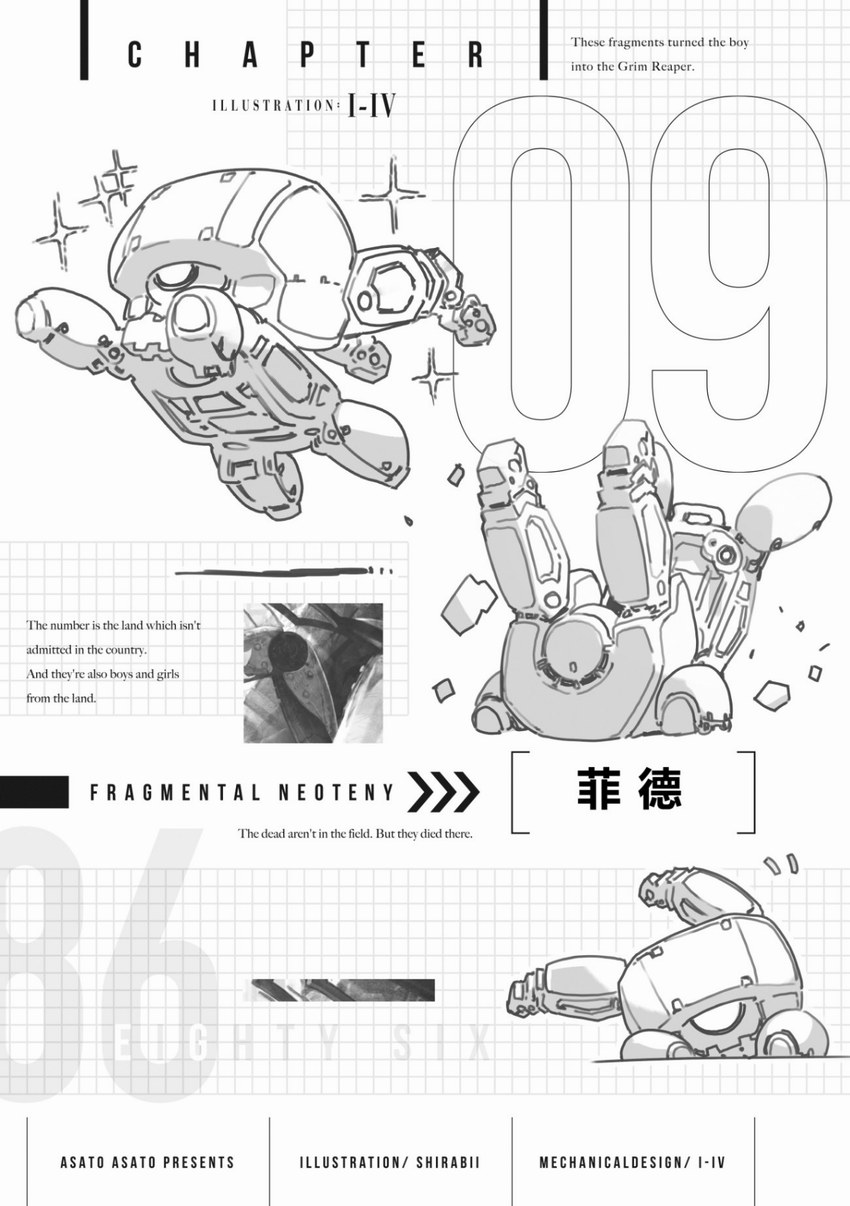 CHAPTER
ILLUSTRATION: I-IV
These fragments turned the boy
into the Grim Reaper.
09
The number is the land which isn't
admitted in the country.
And they're also boys and girls
from the land.
FRAGMENTAL NEOTENY
菲德
The dead aren't in the field. But they died there.
86
EIGHTY SIX
ASATO ASATO PRESENTS
ILLUSTRATION/ SHIRABII
MECHANICALDESIGN/ I-IV